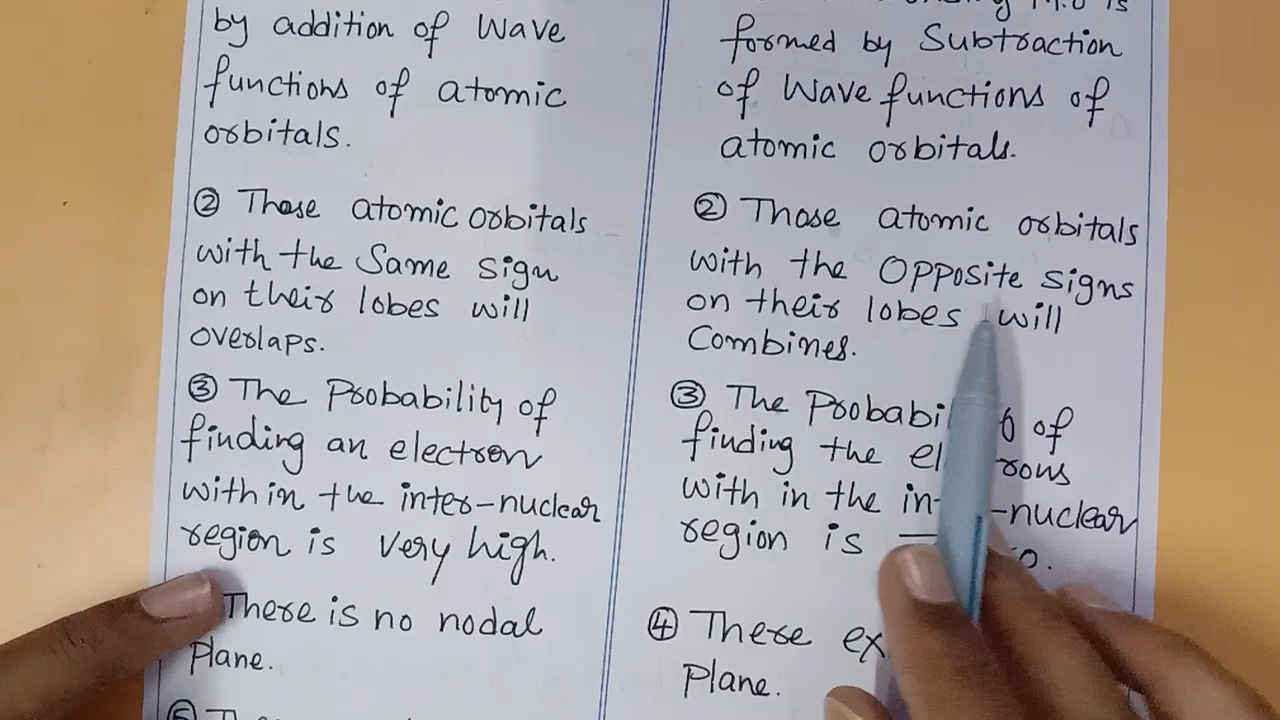 by addition of Wave
functions of atomic
orbitals.
② Those atomic orbitals
with the Same sign
on their lobes will
overlaps.
③ The Probability of
finding an electron
within the inter-nuclear
region is very high.
There is no nodal
Plane.
M.O is
formed by Subtraction
of Wave functions of
atomic orbitals.
② Those atomic orbitals
with the Opposite signs
on their lobes will
Combines.
③ The Probabi of
finding the el rons
with in the in -nuclear
region is
④ There ex
Plane.